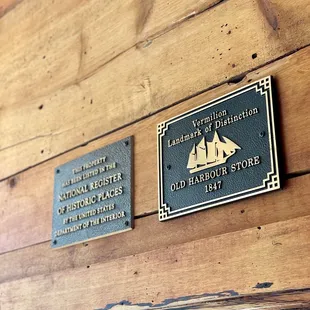 THIS PROPERTY
HAS BEEN LISTED IN THE
NATIONAL REGISTER
OF HISTORIC PLACES
BY THE UNITED STATES
DEPARTMENT OF THE INTERIOR
Vermilion
Landmark of Distinction
OLD HARBOUR STORE
1847